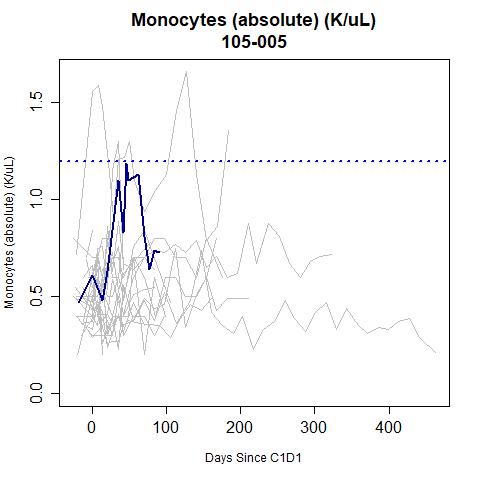 Monocytes (absolute) (K/uL)
105-005
Monocytes (absolute) (K/uL)
1.5
1.0
0.5
0.0
0 100 200 300 400
Days Since C1D1